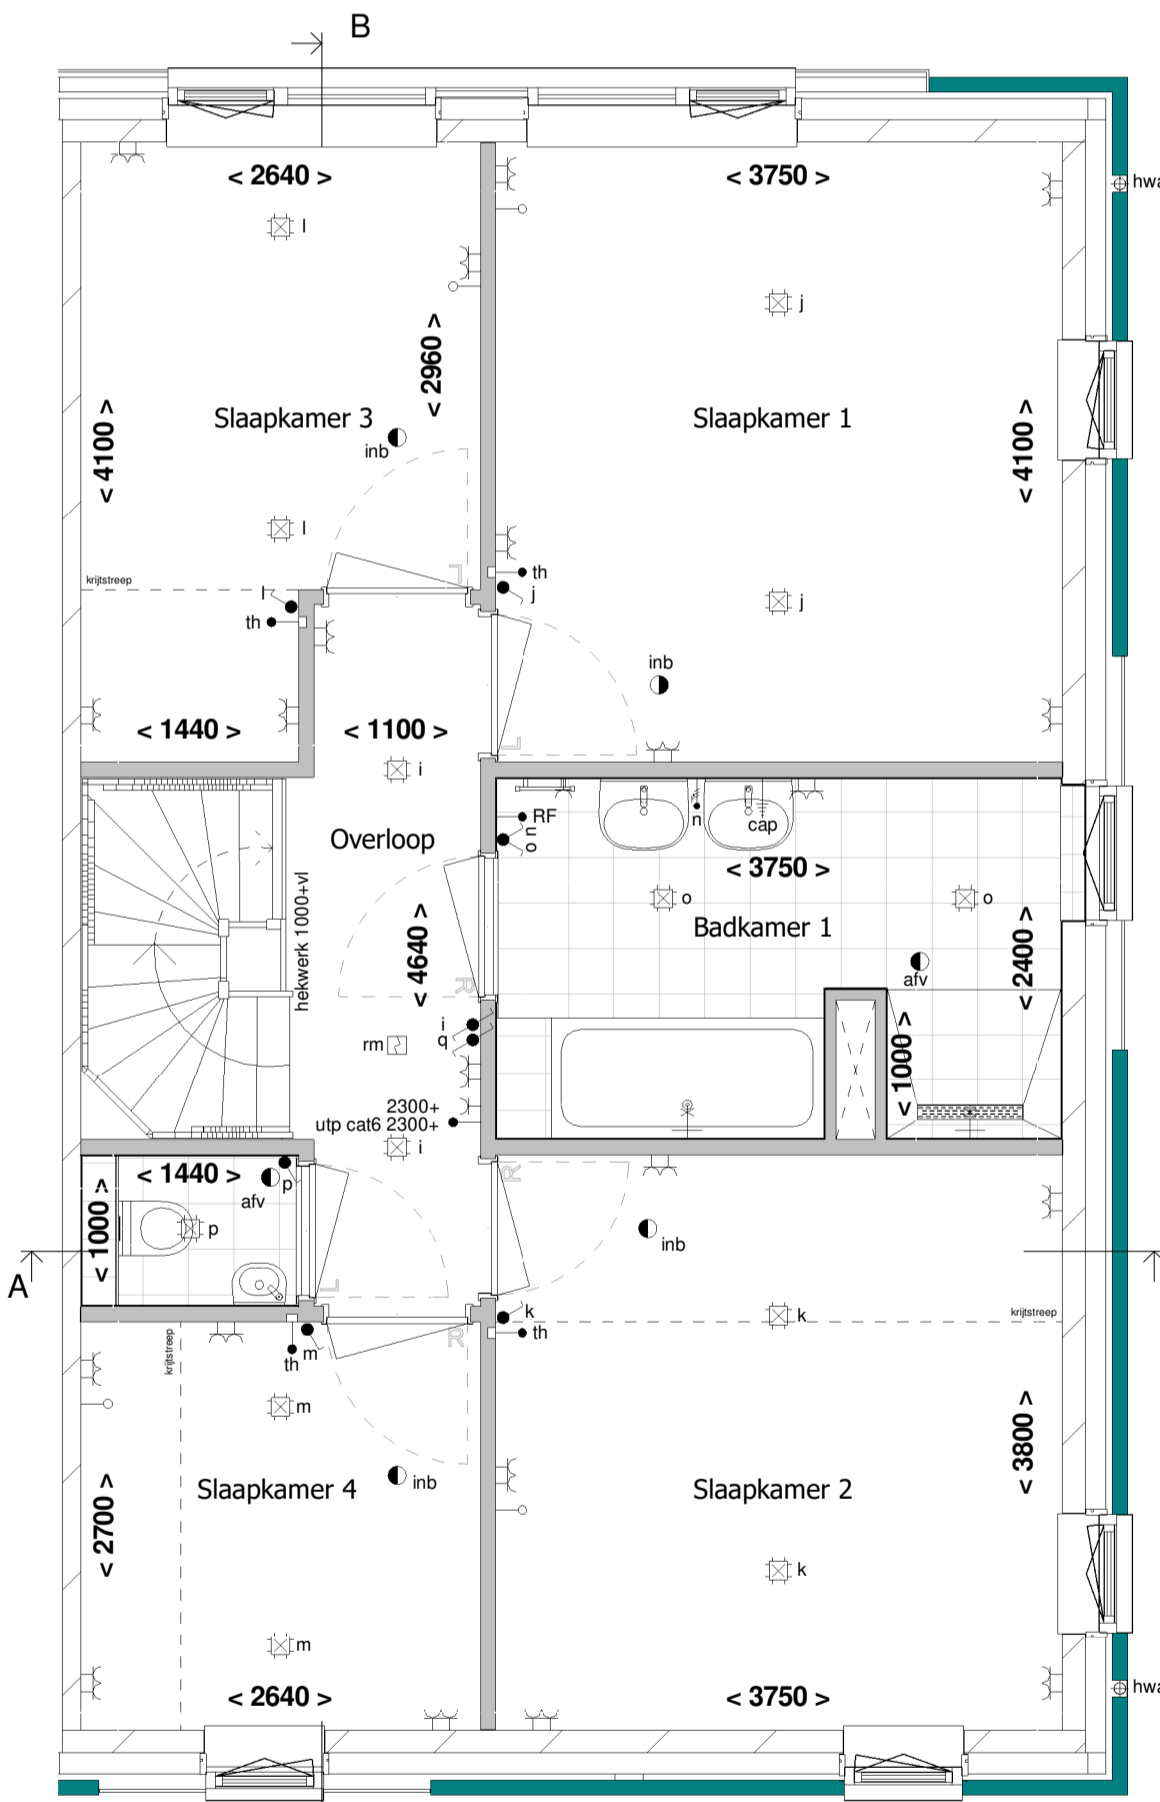 B
< 2640 >
< 3750 >
hwa
l
j
< 2960 >
Slaapkamer 3
Slaapkamer 1
inb
< 4100 >
< 4100 >
l
L
krijtstreep
th
j
l
th
j
inb
< 1440 >
< 1100 >
L
i
RF
n
o
n
cap
Overloop
< 3750 >
o
o
Badkamer 1
hekwerk 1000+vl
< 4640 >
< 2400 >
afv
R
i
q
rm
< 1000 >
2300+
utp cat6 2300+
i
< 1440 >
p
afv
R
< 1000 >
p
inb
A
L
k
krijtstreep
k
th
krijtstreep
th
m
R
m
< 3800 >
inb
Slaapkamer 4
Slaapkamer 2
< 2700 >
k
m
< 2640 >
< 3750 >
hwa